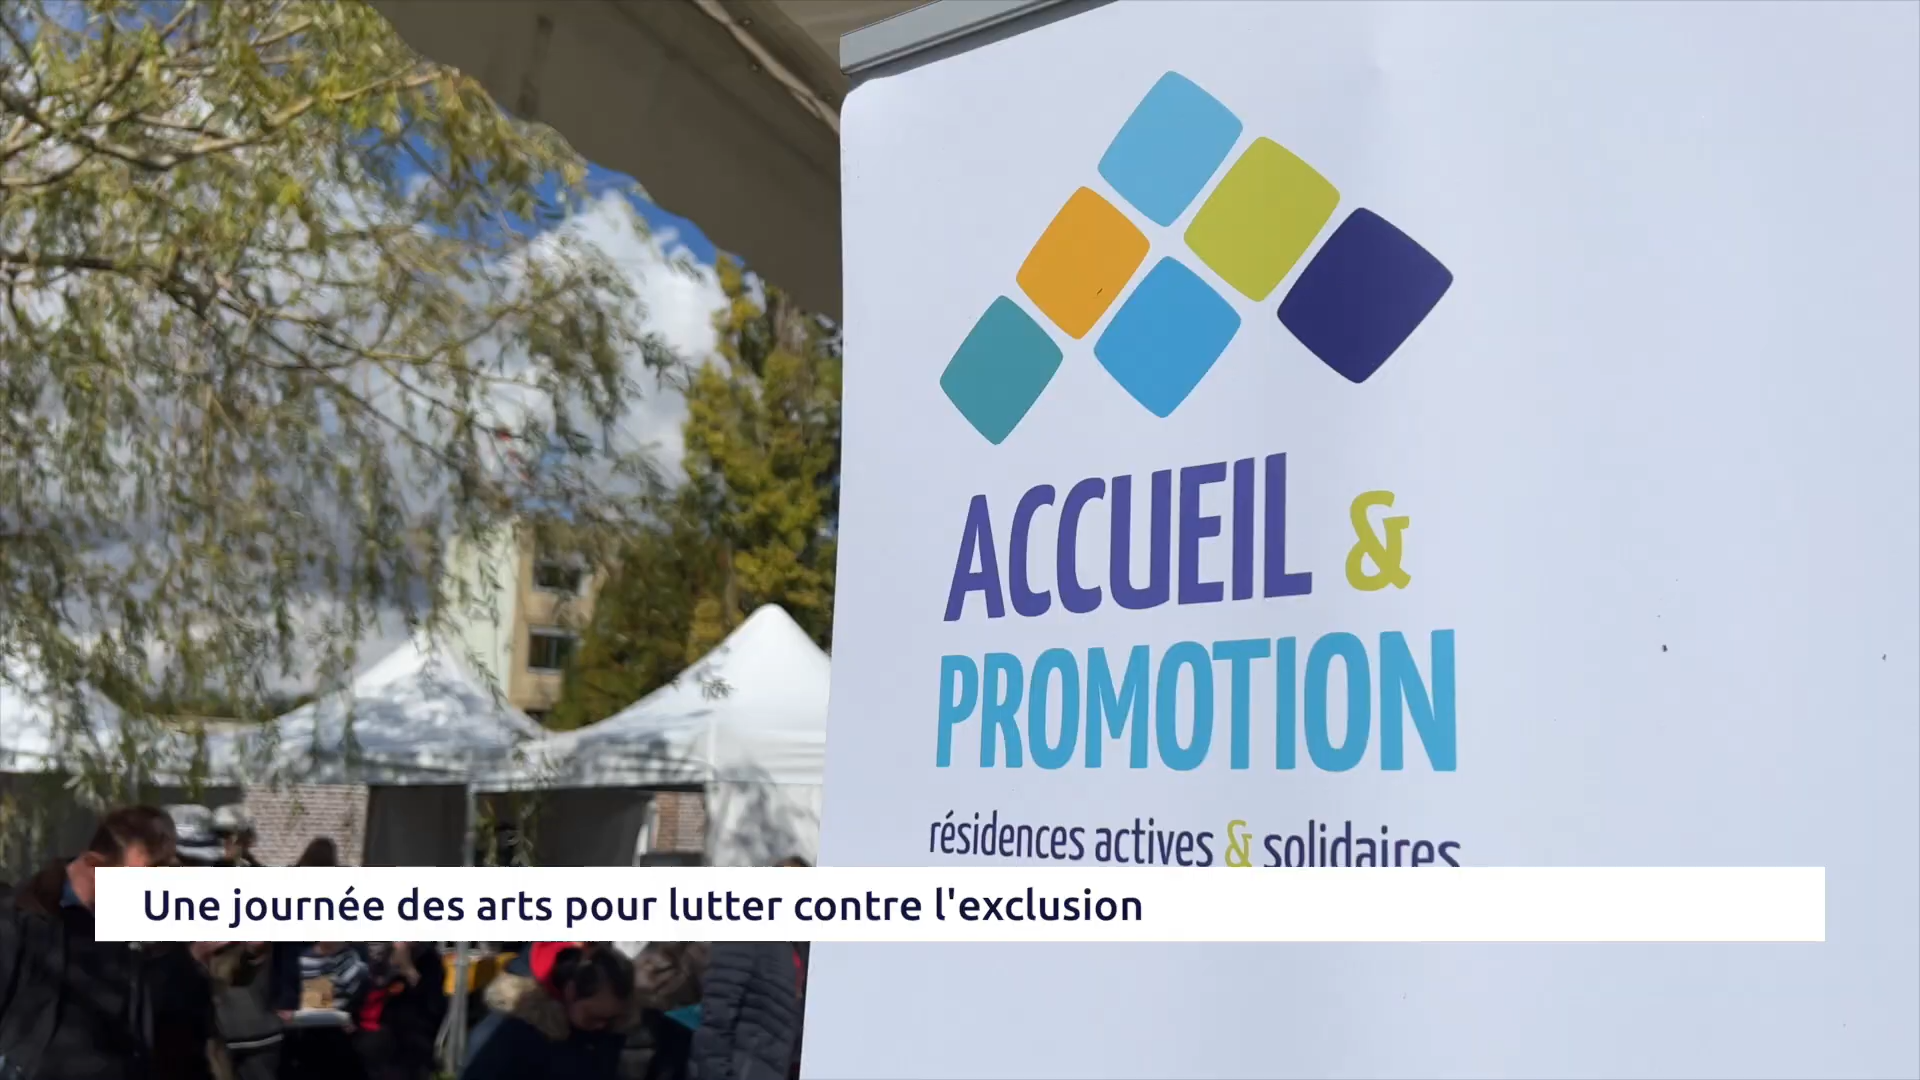 ACCUEIL &
PROMOTION
résidences actives & solidaires
Une journée des arts pour lutter contre l'exclusion